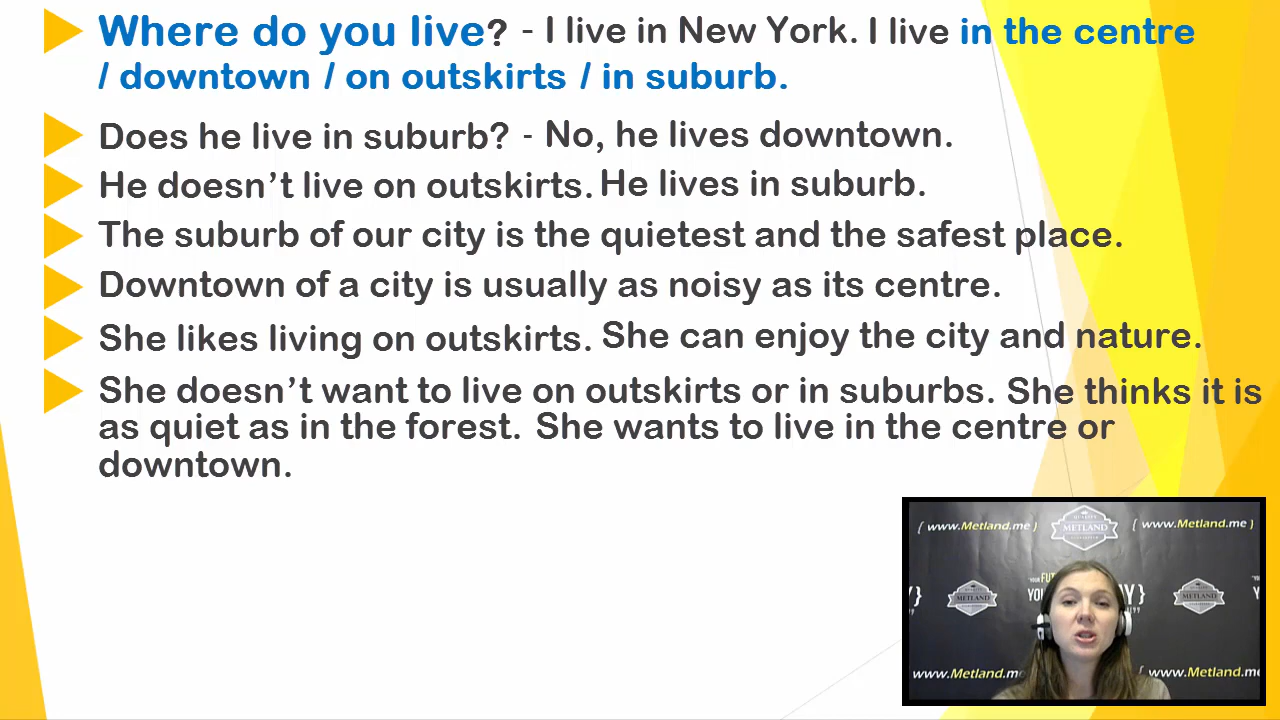 Where do you live? - I live in New York. I live in the centre
/ downtown / on outskirts / in suburb.
Does he live in suburb? - No, he lives downtown.
He doesn't live on outskirts. He lives in suburb.
The suburb of our city is the quietest and the safest place.
Downtown of a city is usually as noisy as its centre.
She likes living on outskirts. She can enjoy the city and nature.
She doesn't want to live on outskirts or in suburbs. She thinks it is
as quiet as in the forest. She wants to live in the centre or
downtown.
{ www.Metland.me )
METLAND
{ www.Metland.me }
METLAND
METLAND
www.Metland.me
www.Metland.me